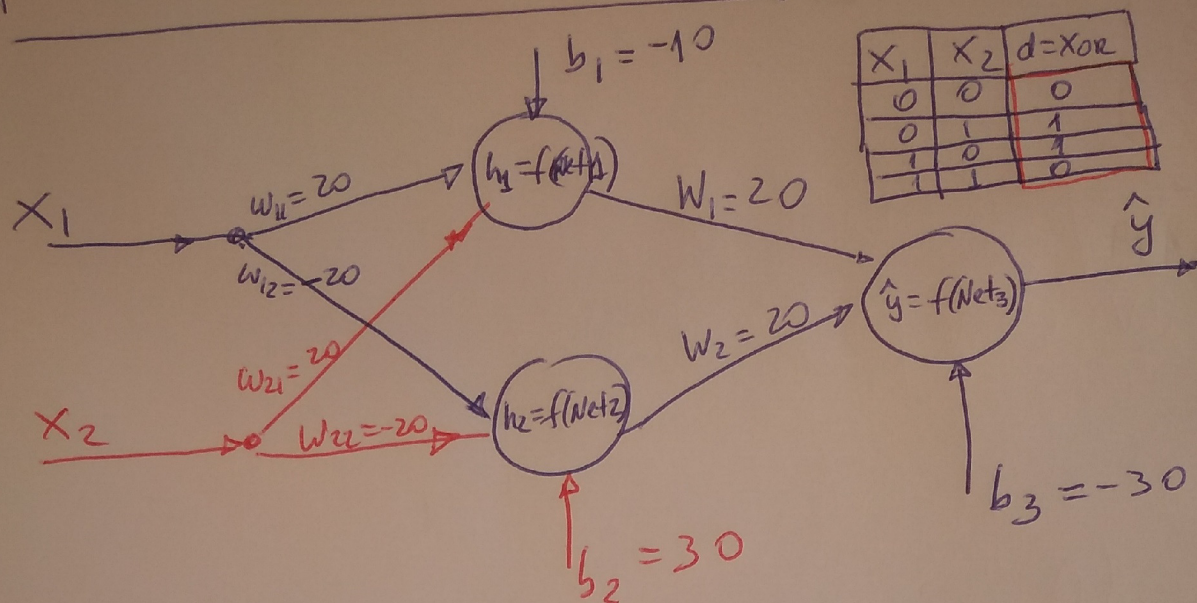 b₁ = -10
X₁ X₂ d=XOR
0 0 0
0 1 1
1 0 1
1 1 0
h₁=f(Net1)
w₁₁=20
W₁=20
X₁
ŷ
w₁₂=-20
ŷ=f(Net₃)
W₂=20
w₂₁=20
h₂=f(Net2)
X₂
w₂₂=-20
b₃ = -30
b₂ = 30